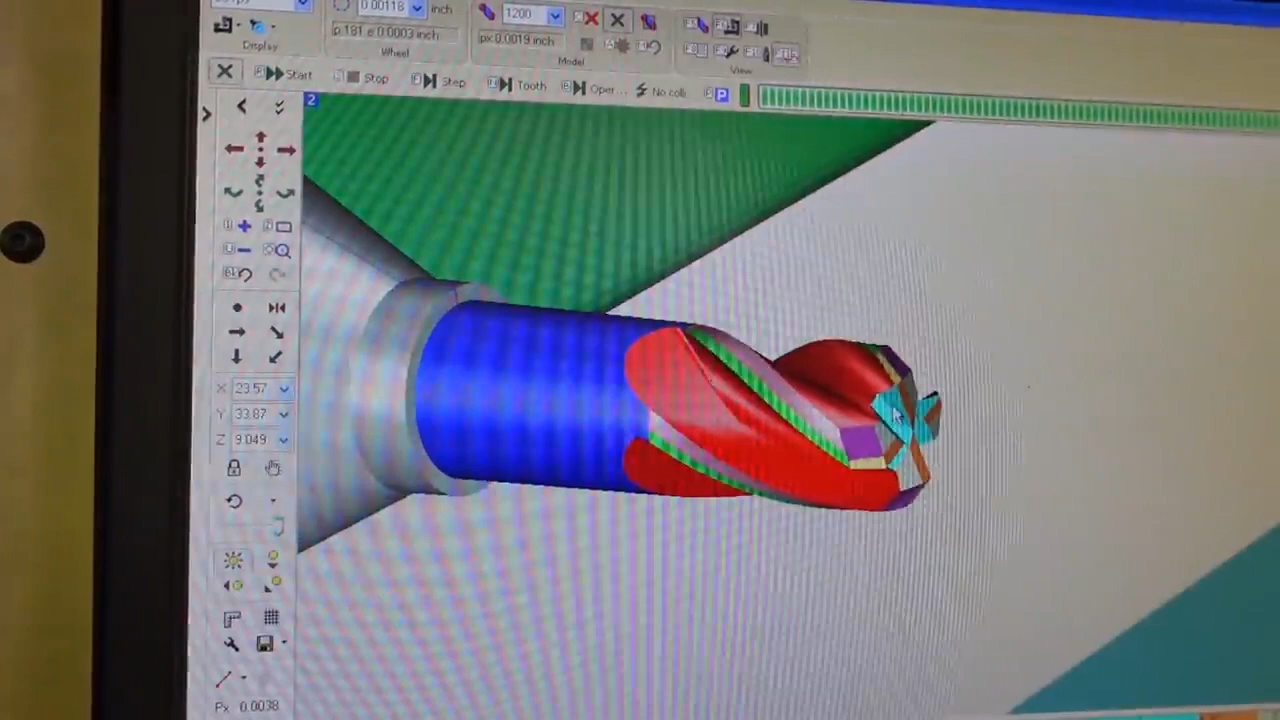 0.00118 inch
p.181 e:0.0003 inch
Display
Wheel
1200
px:0.0019 inch
Model
View
Start
Stop
Step
Tooth
Oper...
No colli
P
2
X 23.57
Y 33.87
Z 9.049
Px 0.0038